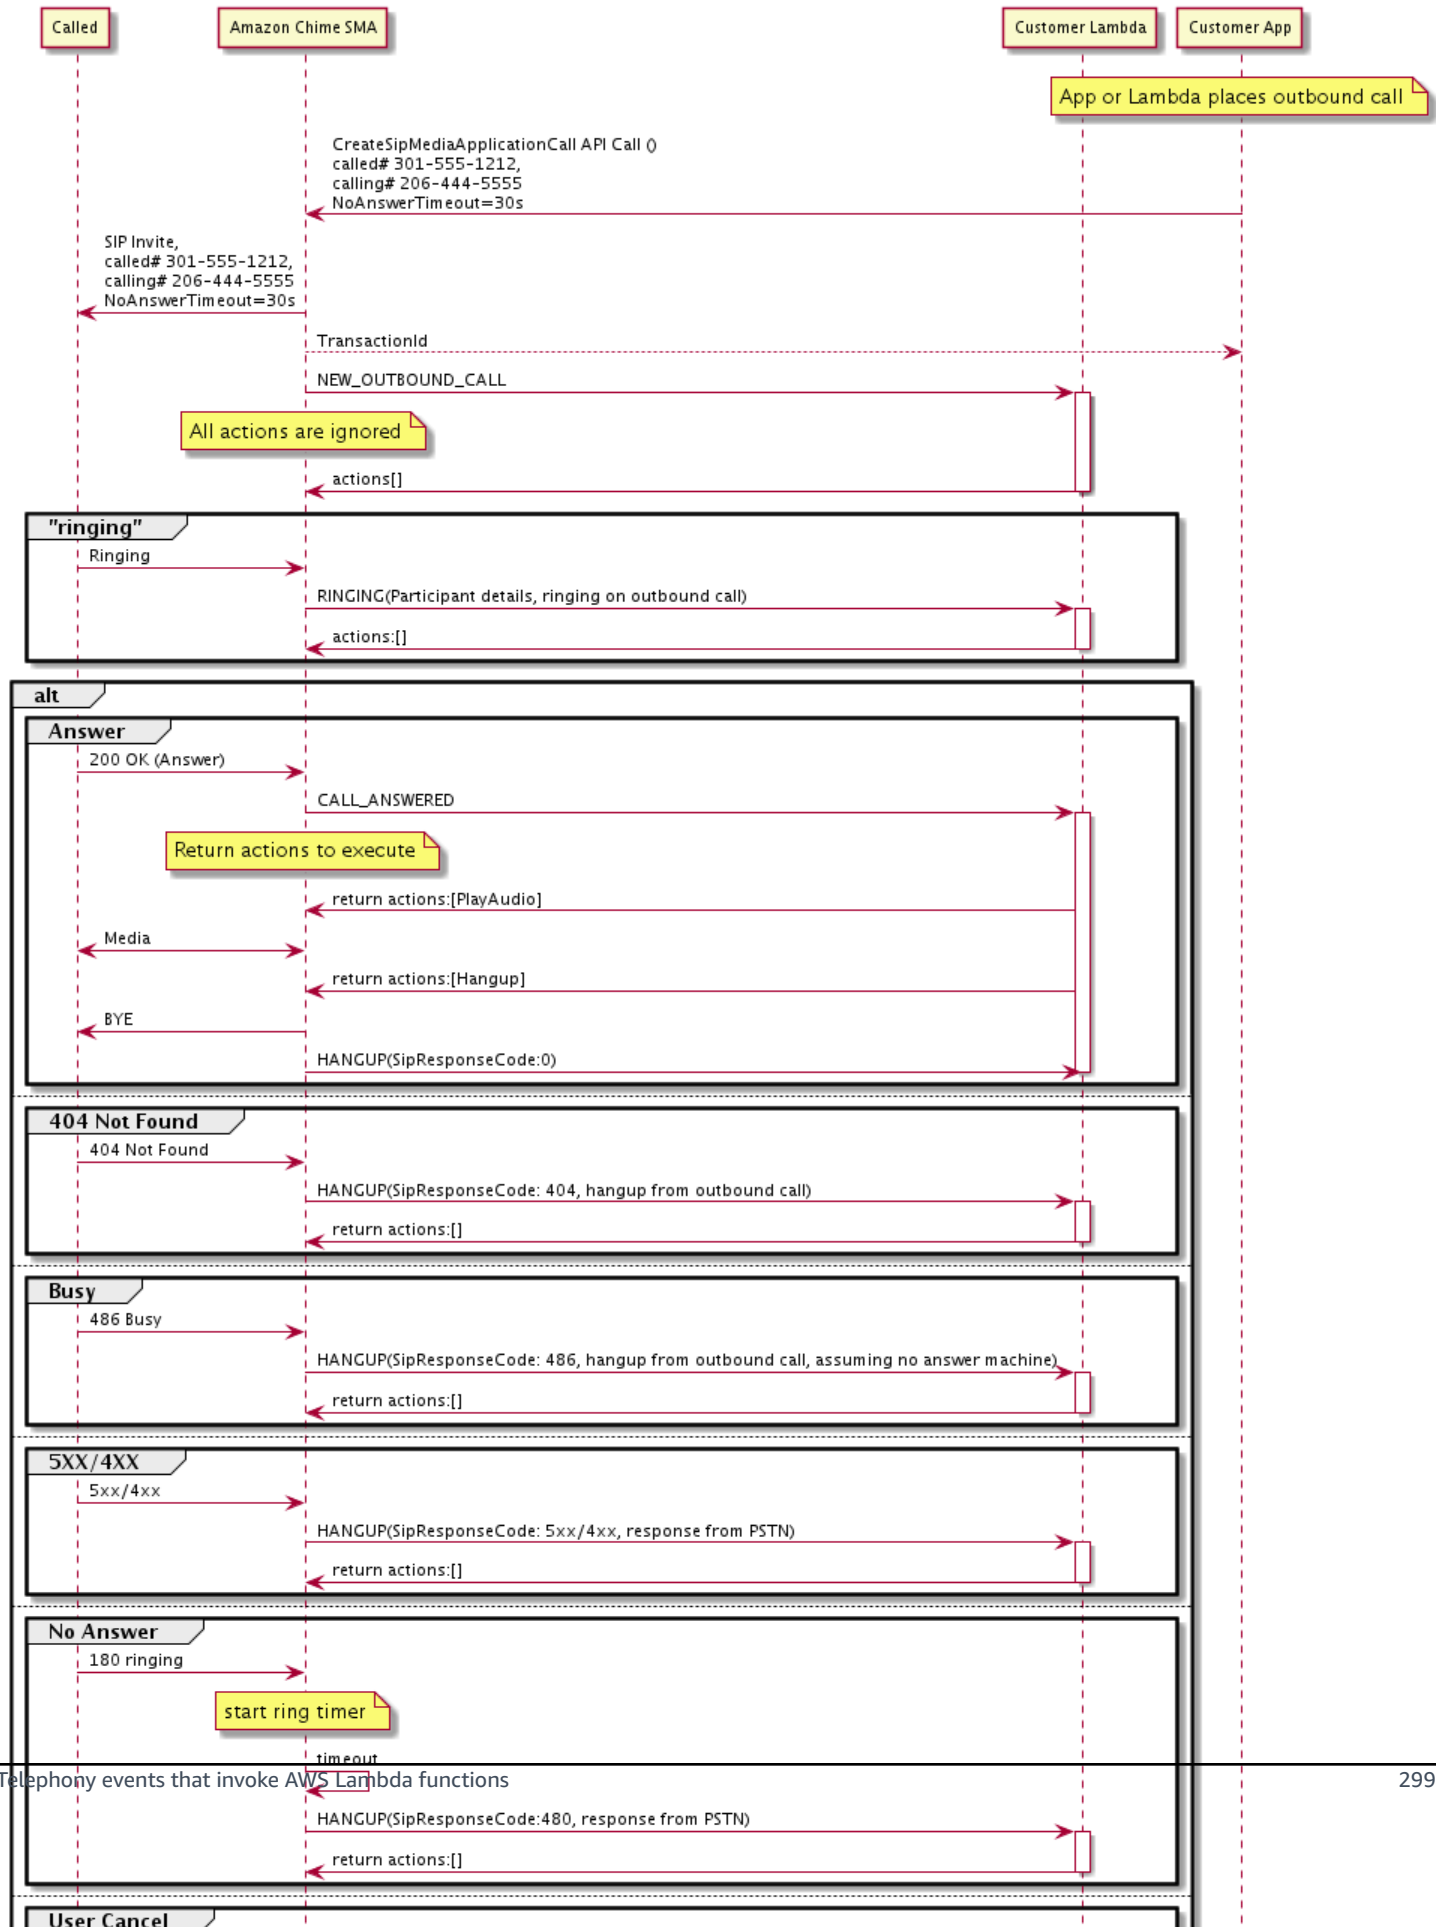 Called
Amazon Chime SMA
Customer Lambda
Customer App
App or Lambda places outbound call
CreateSipMediaApplicationCall API Call ()
called# 301-555-1212,
calling# 206-444-5555
NoAnswerTimeout=30s
SIP Invite,
called# 301-555-1212,
calling# 206-444-5555
NoAnswerTimeout=30s
TransactionId
NEW_OUTBOUND_CALL
All actions are ignored
actions[]
"ringing"
Ringing
RINGING(Participant details, ringing on outbound call)
actions:[]
alt
Answer
200 OK (Answer)
CALL_ANSWERED
Return actions to execute
return actions:[PlayAudio]
Media
return actions:[Hangup]
BYE
HANGUP(SipResponseCode:0)
404 Not Found
404 Not Found
HANGUP(SipResponseCode: 404, hangup from outbound call)
return actions:[]
Busy
486 Busy
HANGUP(SipResponseCode: 486, hangup from outbound call, assuming no answer machine)
return actions:[]
5XX/4XX
5xx/4xx
HANGUP(SipResponseCode: 5xx/4xx, response from PSTN)
return actions:[]
No Answer
180 ringing
start ring timer
timeout
Telephony events that invoke AWS Lambda functions
299
HANGUP(SipResponseCode:480, response from PSTN)
return actions:[]
User Cancel